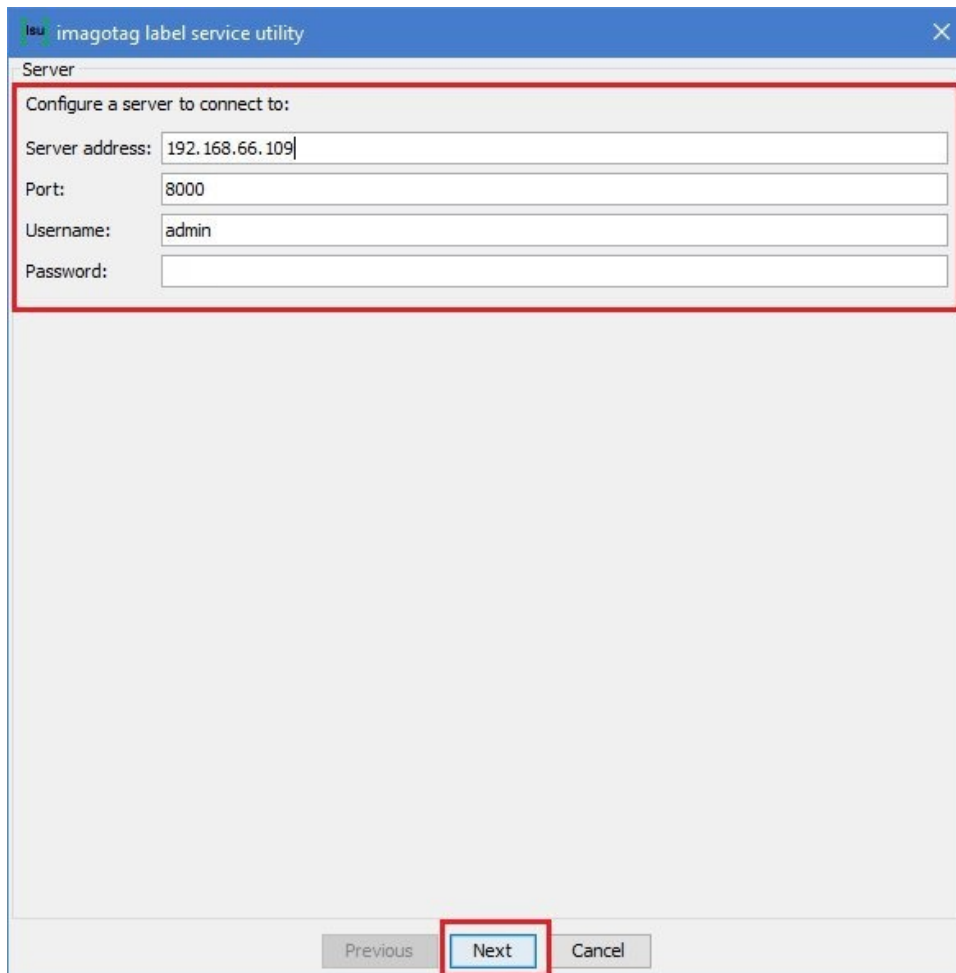 lsu imagotag label service utility
Server
Configure a server to connect to:
Server address: 192.168.66.109
Port: 8000
Username: admin
Password:
Previous Next Cancel